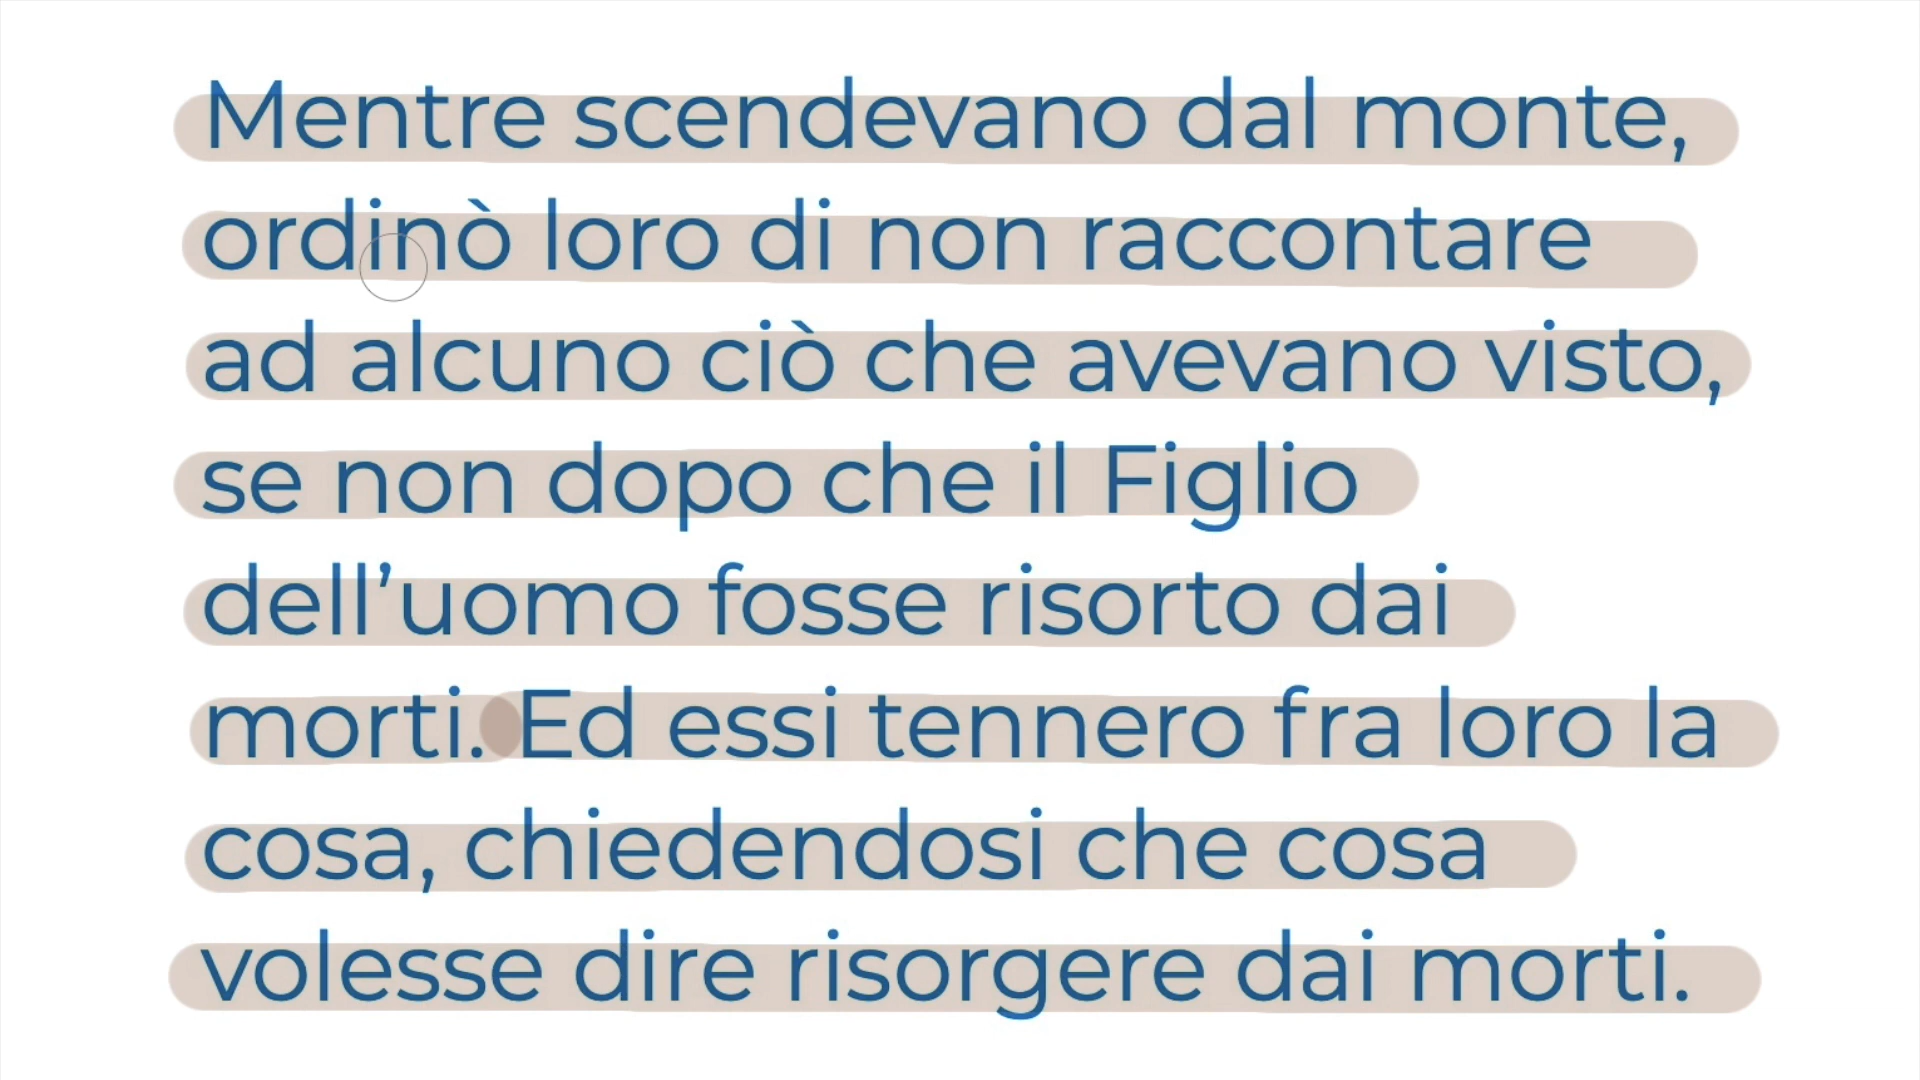 Mentre scendevano dal monte,
ordinò loro di non raccontare
ad alcuno ciò che avevano visto,
se non dopo che il Figlio
dell’uomo fosse risorto dai
morti. Ed essi tennero fra loro la
cosa, chiedendosi che cosa
volesse dire risorgere dai morti.